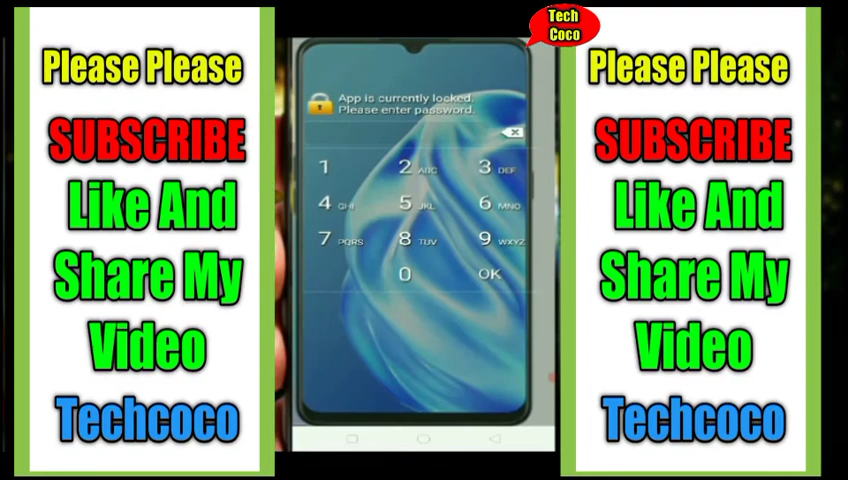 Please Please
SUBSCRIBE
Like And
Share My
Video
Techcoco
Tech
Coco
App is currently locked.
Please enter password.
1
2 ABC
3 DEF
4 GHI
5 JKL
6 MNO
7 PQRS
8 TUV
9 WXYZ
0
OK
Please Please
SUBSCRIBE
Like And
Share My
Video
Techcoco